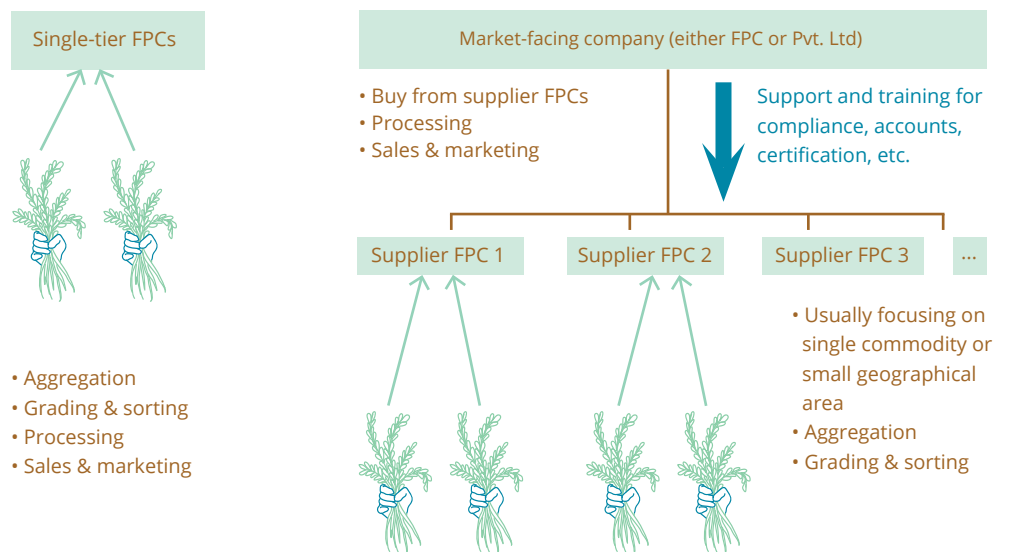 Single-tier FPCs
• Aggregation
• Grading & sorting
• Processing
• Sales & marketing
Market-facing company (either FPC or Pvt. Ltd)
• Buy from supplier FPCs
• Processing
• Sales & marketing
Support and training for
compliance, accounts,
certification, etc.
Supplier FPC 1
Supplier FPC 2
Supplier FPC 3
...
• Usually focusing on
single commodity or
small geographical
area
• Aggregation
• Grading & sorting